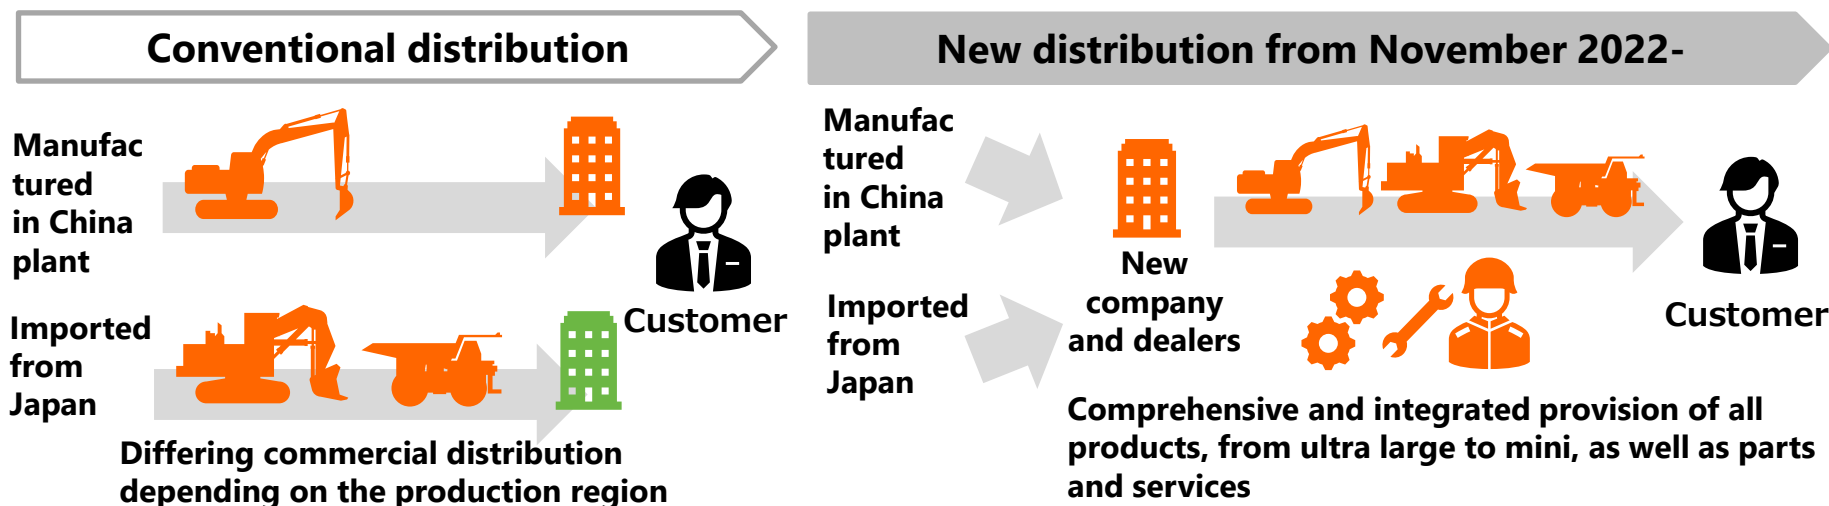 Conventional distribution
Manufac
tured
in China
plant
Imported
from
Japan
Customer
Differing commercial distribution
depending on the production region
New distribution from November 2022-
Manufac
tured
in China
plant
Imported
from
Japan
New
company
and dealers
Customer
Comprehensive and integrated provision of all
products, from ultra large to mini, as well as parts
and services